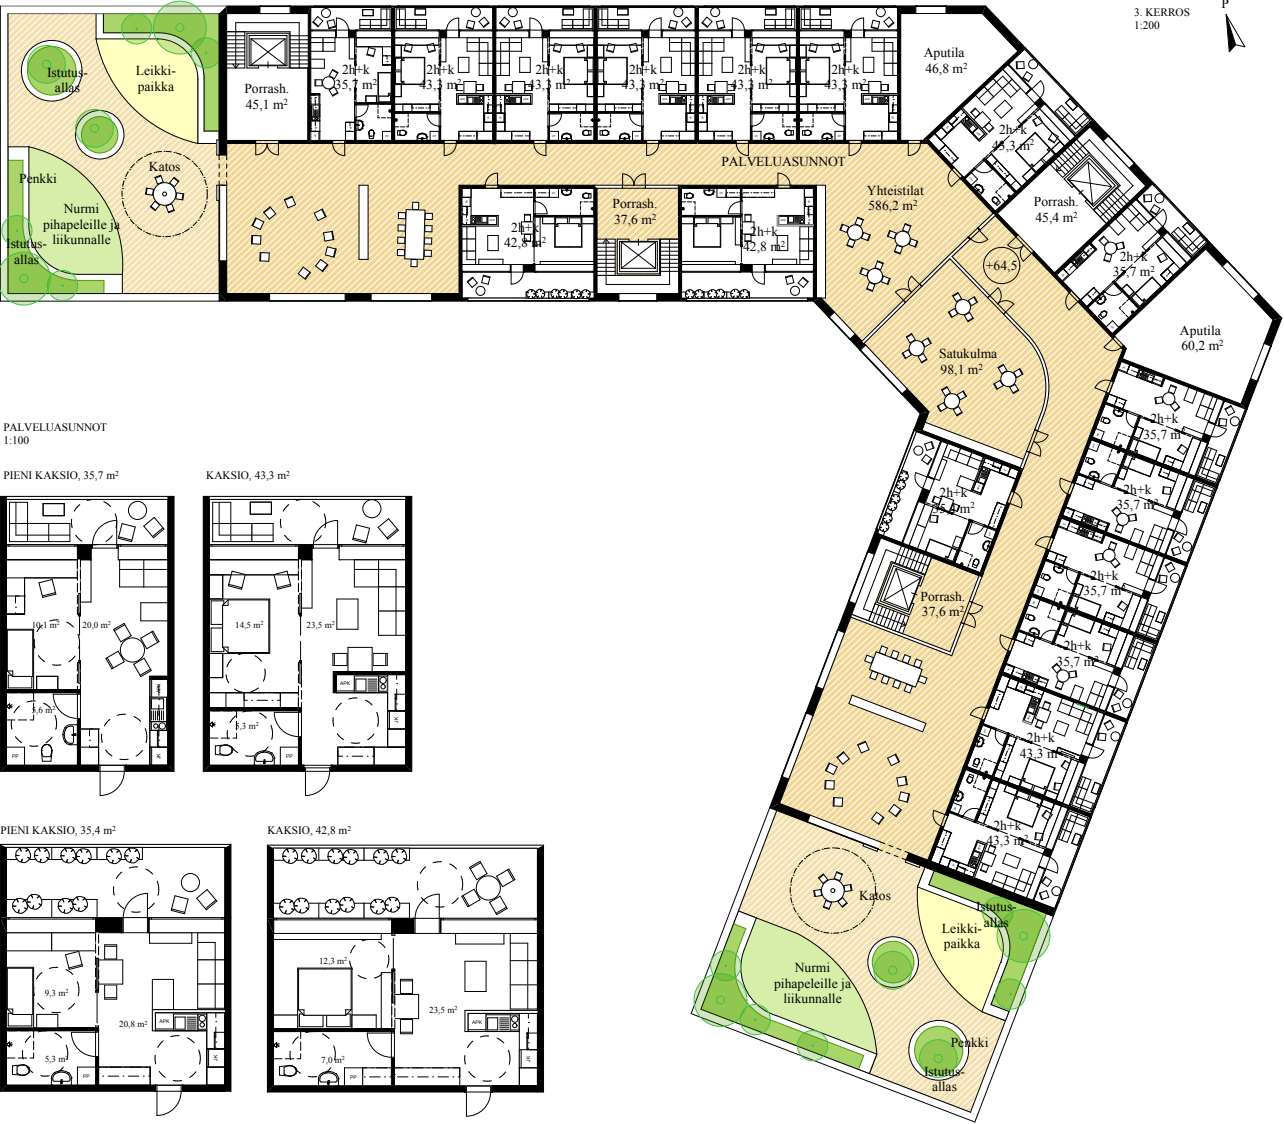 3. KERROS
1:200
P
Istutus-
allas
Leikki-
paikka
Porrash.
45,1 m²
2h+k
35,7 m²
2h+k
43,3 m²
2h+k
43,3 m²
2h+k
43,3 m²
2h+k
43,3 m²
2h+k
43,3 m²
Aputila
46,8 m²
2h+k
43,3 m²
Porrash.
45,4 m²
2h+k
35,7 m²
Aputila
60,2 m²
Penkki
Nurmi
pihapeleille ja
liikunnalle
Istutus-
allas
Katos
PALVELUASUNNOT
Yhteistilat
586,2 m²
2h+k
42,8 m²
Porrash.
37,6 m²
2h+k
42,8 m²
+64,5
Satukulma
98,1 m²
2h+k
35,7 m²
2h+k
35,7 m²
2h+k
35,7 m²
2h+k
35,7 m²
2h+k
43,3 m²
2h+k
43,3 m²
2h+k
Porrash.
37,6 m²
Katos
Istutus-
allas
Leikki-
paikka
Nurmi
pihapeleille ja
liikunnalle
Penkki
Istutus-
allas
PALVELUASUNNOT
1:100
PIENI KAKSIO, 35,7 m²
10,1 m²
20,0 m²
5,6 m²
PP
JK
KAKSIO, 43,3 m²
14,5 m²
23,5 m²
APK
5,3 m²
PP
JK
PIENI KAKSIO, 35,4 m²
9,3 m²
20,8 m²
APK
5,3 m²
PP
JK
KAKSIO, 42,8 m²
12,3 m²
23,5 m²
APK
7,0 m²
PP
JK